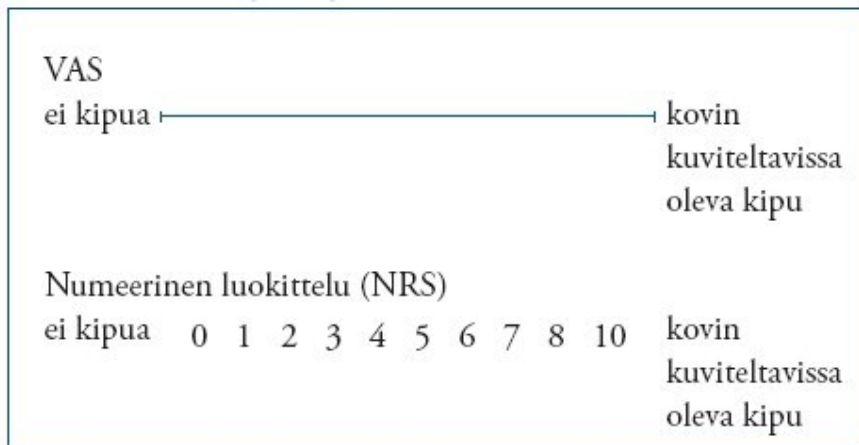 VAS
ei kipua kovin
kuviteltavissa
oleva kipu
Numeerinen luokittelu (NRS)
ei kipua 0 1 2 3 4 5 6 7 8 10 kovin
kuviteltavissa
oleva kipu